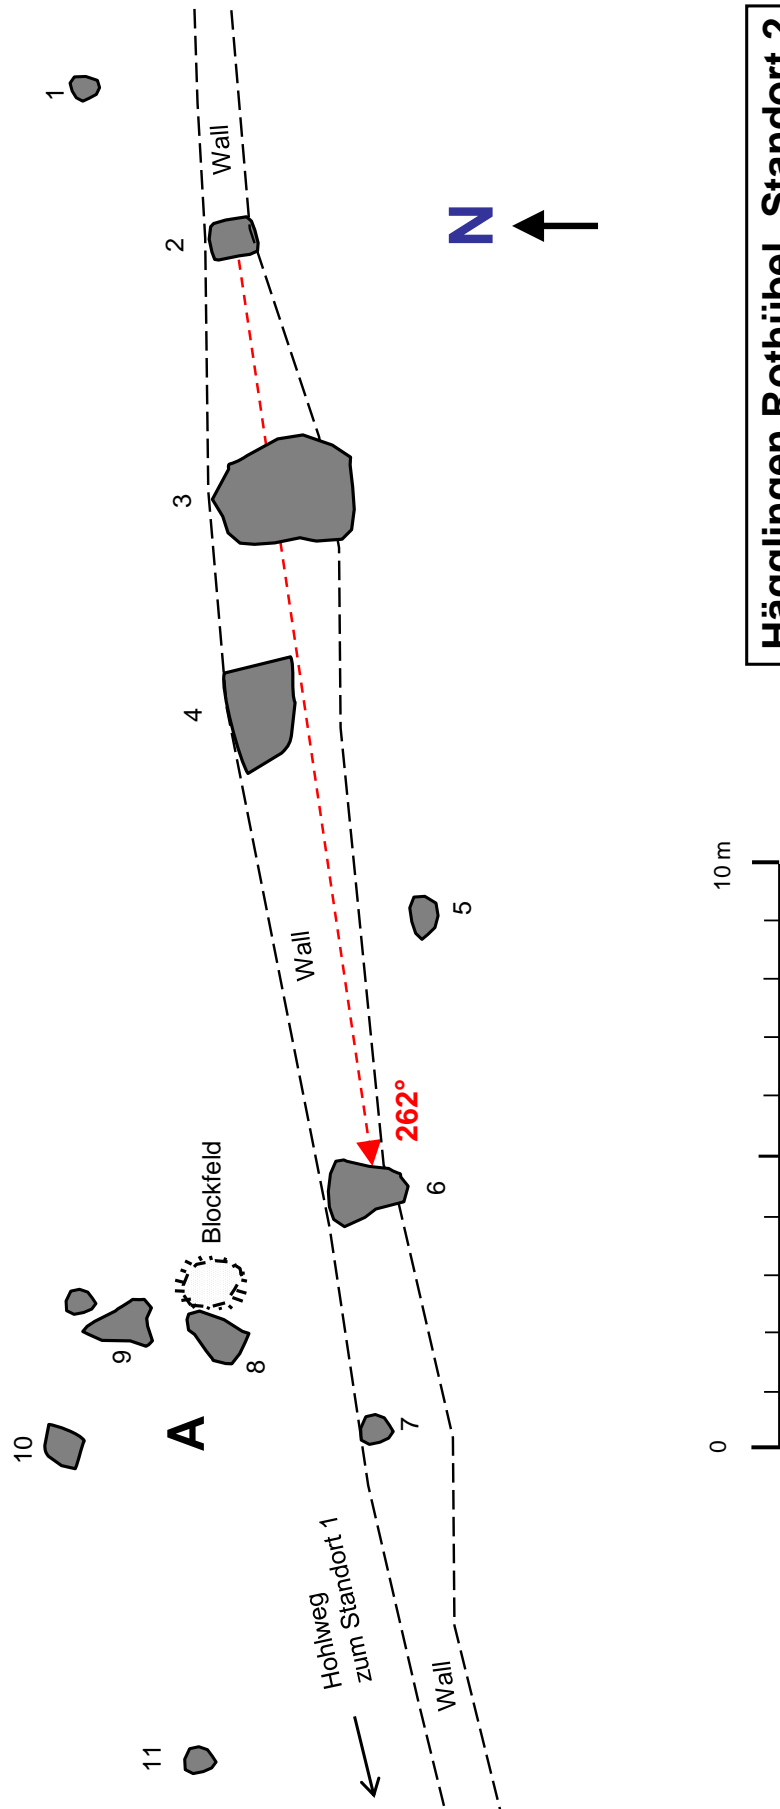 10
1
9
11
A
2
3
4
Blockfeld
Wall
8
Wall
Hohlweg
zum Standort 1
7
262°
6
Wall
5
N
0
10 m
Hägglingen Rothübel, Standort 2